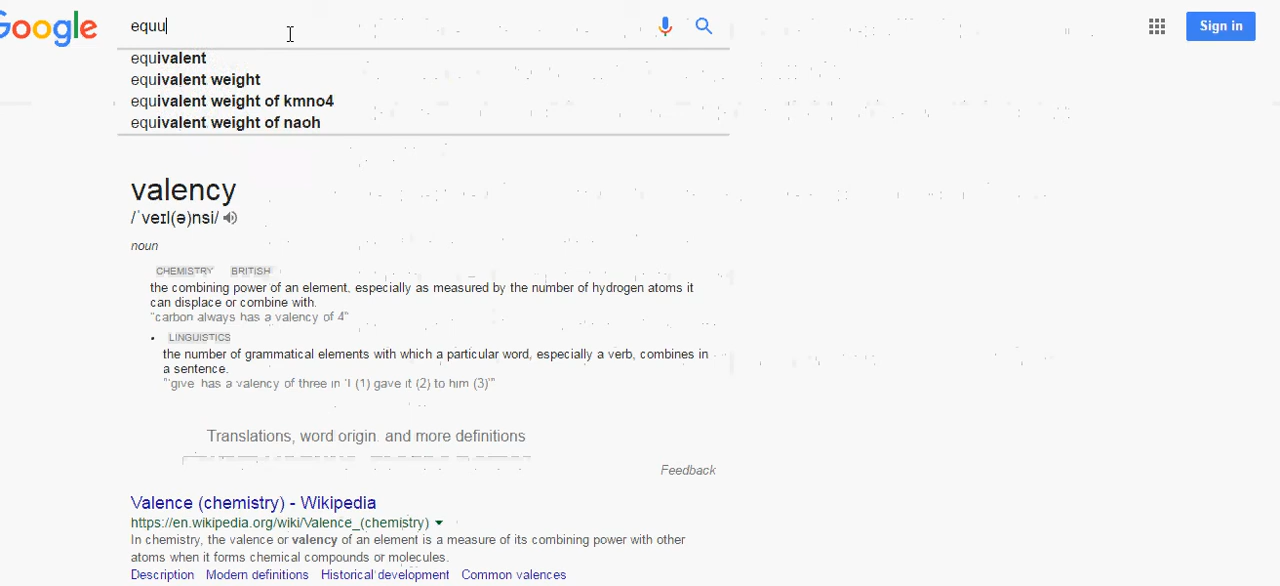 Google
equu
Sign in
equivalent
equivalent weight
equivalent weight of kmno4
equivalent weight of naoh
valency
/ˈveɪl(ə)nsi/
noun
CHEMISTRY BRITISH
the combining power of an element, especially as measured by the number of hydrogen atoms it
can displace or combine with.
"carbon always has a valency of 4"
• LINGUISTICS
the number of grammatical elements with which a particular word, especially a verb, combines in
a sentence.
"'give' has a valency of three in 'I (1) gave it (2) to him (3)'"
Translations, word origin, and more definitions
Feedback
Valence (chemistry) - Wikipedia
https://en.wikipedia.org/wiki/Valence_(chemistry)
In chemistry, the valence or valency of an element is a measure of its combining power with other
atoms when it forms chemical compounds or molecules.
Description Modern definitions Historical development Common valences